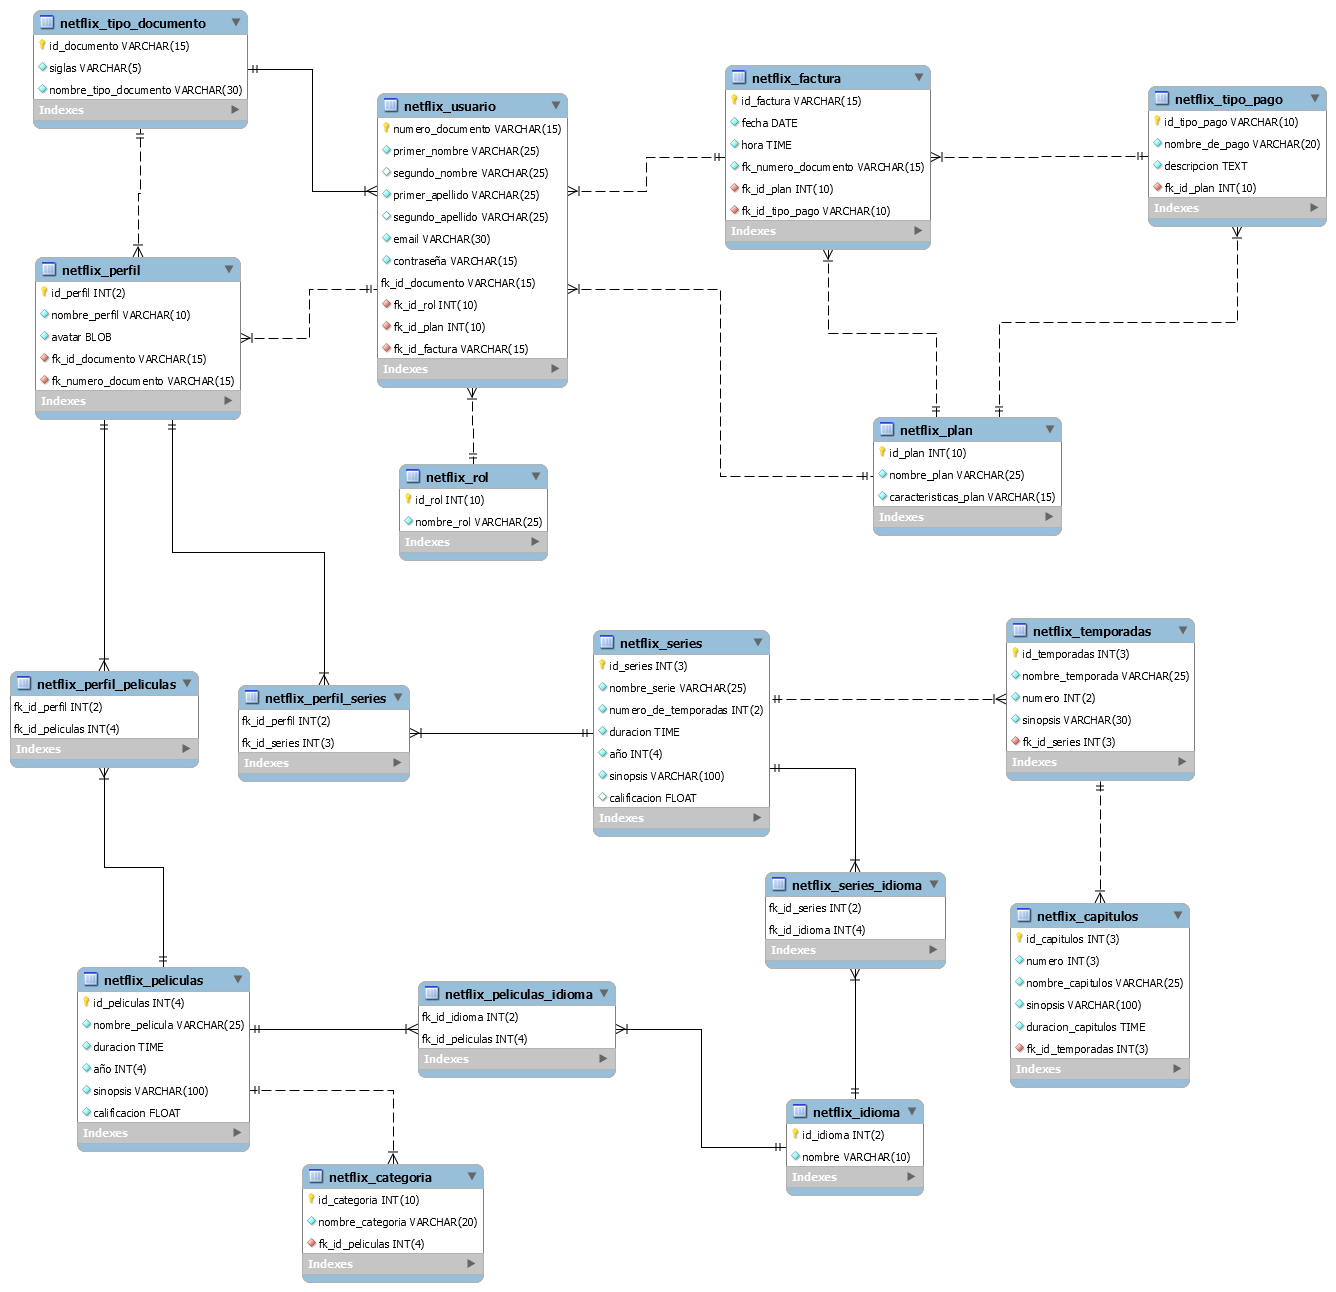 netflix_tipo_documento
id_documento VARCHAR(15)
siglas VARCHAR(5)
nombre_tipo_documento VARCHAR(30)
Indexes
netflix_usuario
numero_documento VARCHAR(15)
primer_nombre VARCHAR(25)
segundo_nombre VARCHAR(25)
primer_apellido VARCHAR(25)
segundo_apellido VARCHAR(25)
email VARCHAR(30)
contraseña VARCHAR(15)
fk_id_documento VARCHAR(15)
fk_id_rol INT(10)
fk_id_plan INT(10)
fk_id_factura VARCHAR(15)
Indexes
netflix_factura
id_factura VARCHAR(15)
fecha DATE
hora TIME
fk_numero_documento VARCHAR(15)
fk_id_plan INT(10)
fk_id_tipo_pago VARCHAR(10)
Indexes
netflix_tipo_pago
id_tipo_pago VARCHAR(10)
nombre_de_pago VARCHAR(20)
descripcion TEXT
fk_id_plan INT(10)
Indexes
netflix_perfil
id_perfil INT(2)
nombre_perfil VARCHAR(10)
avatar BLOB
fk_id_documento VARCHAR(15)
fk_numero_documento VARCHAR(15)
Indexes
netflix_rol
id_rol INT(10)
nombre_rol VARCHAR(25)
Indexes
netflix_plan
id_plan INT(10)
nombre_plan VARCHAR(25)
caracteristicas_plan VARCHAR(15)
Indexes
netflix_perfil_peliculas
fk_id_perfil INT(2)
fk_id_peliculas INT(4)
Indexes
netflix_perfil_series
fk_id_perfil INT(2)
fk_id_series INT(3)
Indexes
netflix_series
id_series INT(3)
nombre_serie VARCHAR(25)
numero_de_temporadas INT(2)
duracion TIME
año INT(4)
sinopsis VARCHAR(100)
calificacion FLOAT
Indexes
netflix_temporadas
id_temporadas INT(3)
nombre_temporada VARCHAR(25)
numero INT(2)
sinopsis VARCHAR(30)
fk_id_series INT(3)
Indexes
netflix_series_idioma
fk_id_series INT(2)
fk_id_idioma INT(4)
Indexes
netflix_capitulos
id_capitulos INT(3)
numero INT(3)
nombre_capitulos VARCHAR(25)
sinopsis VARCHAR(100)
duracion_capitulos TIME
fk_id_temporadas INT(3)
Indexes
netflix_peliculas
id_peliculas INT(4)
nombre_pelicula VARCHAR(25)
duracion TIME
año INT(4)
sinopsis VARCHAR(100)
calificacion FLOAT
Indexes
netflix_peliculas_idioma
fk_id_idioma INT(2)
fk_id_peliculas INT(4)
Indexes
netflix_idioma
id_idioma INT(2)
nombre VARCHAR(10)
Indexes
netflix_categoria
id_categoria INT(10)
nombre_categoria VARCHAR(20)
fk_id_peliculas INT(4)
Indexes